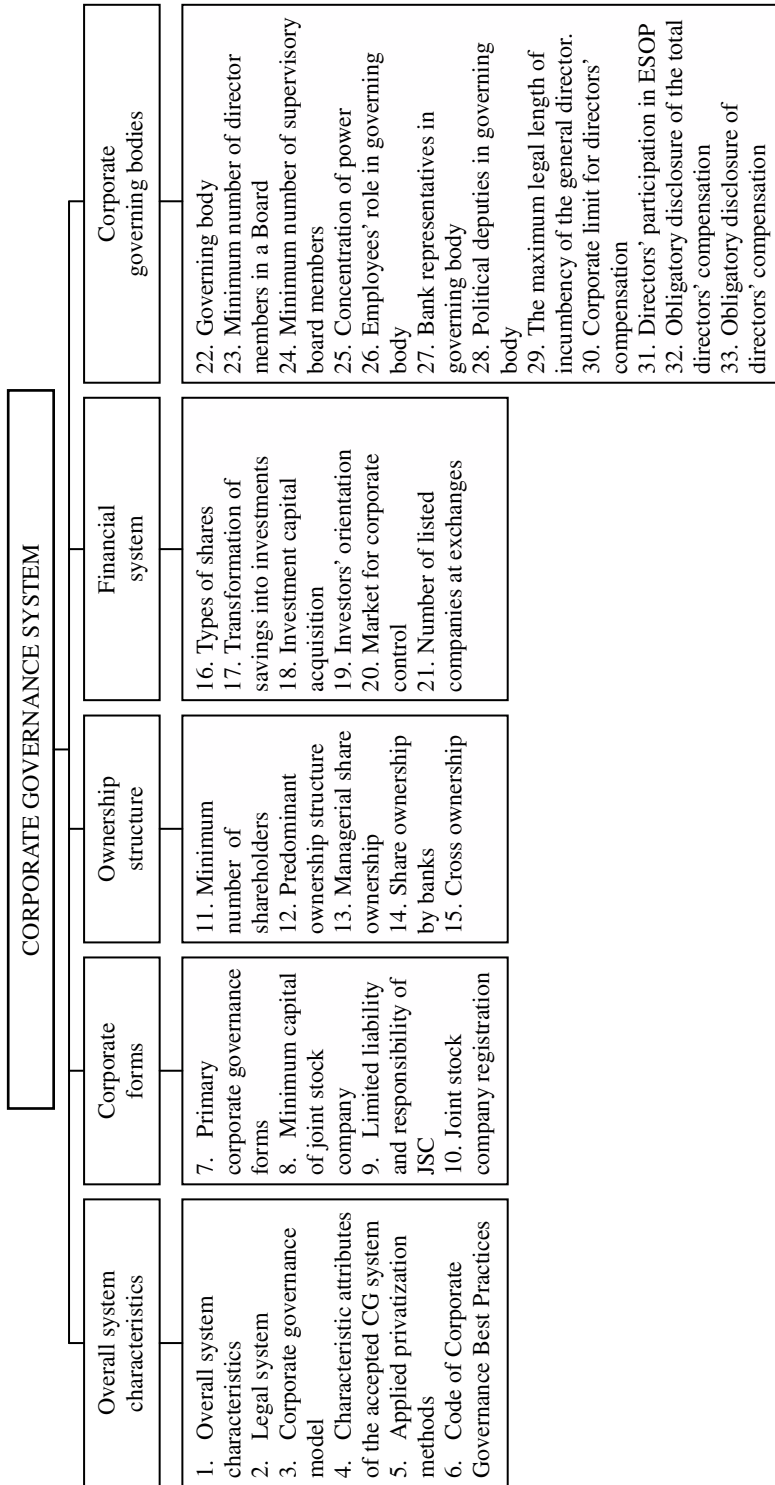 CORPORATE GOVERNANCE SYSTEM
Overall system
characteristics
1. Overall system
characteristics
2. Legal system
3. Corporate governance
model
4. Characteristic attributes
of the accepted CG system
5. Applied privatization
methods
6. Code of Corporate
Governance Best Practices
Corporate
forms
7. Primary
corporate governance
forms
8. Minimum capital
of joint stock
company
9. Limited liability
and responsibility of
JSC
10. Joint stock
company registration
Ownership
structure
11. Minimum
number of
shareholders
12. Predominant
ownership structure
13. Managerial share
ownership
14. Share ownership
by banks
15. Cross ownership
Financial
system
16. Types of shares
17. Transformation of
savings into investments
18. Investment capital
acquisition
19. Investors’ orientation
20. Market for corporate
control
21. Number of listed
companies at exchanges
Corporate
governing bodies
22. Governing body
23. Minimum number of director
members in a Board
24. Minimum number of supervisory
board members
25. Concentration of power
26. Employees’ role in governing
body
27. Bank representatives in
governing body
28. Political deputies in governing
body
29. The maximum legal length of
incumbency of the general director.
30. Corporate limit for directors’
compensation
31. Directors’ participation in ESOP
32. Obligatory disclosure of the total
directors’ compensation
33. Obligatory disclosure of
directors’ compensation